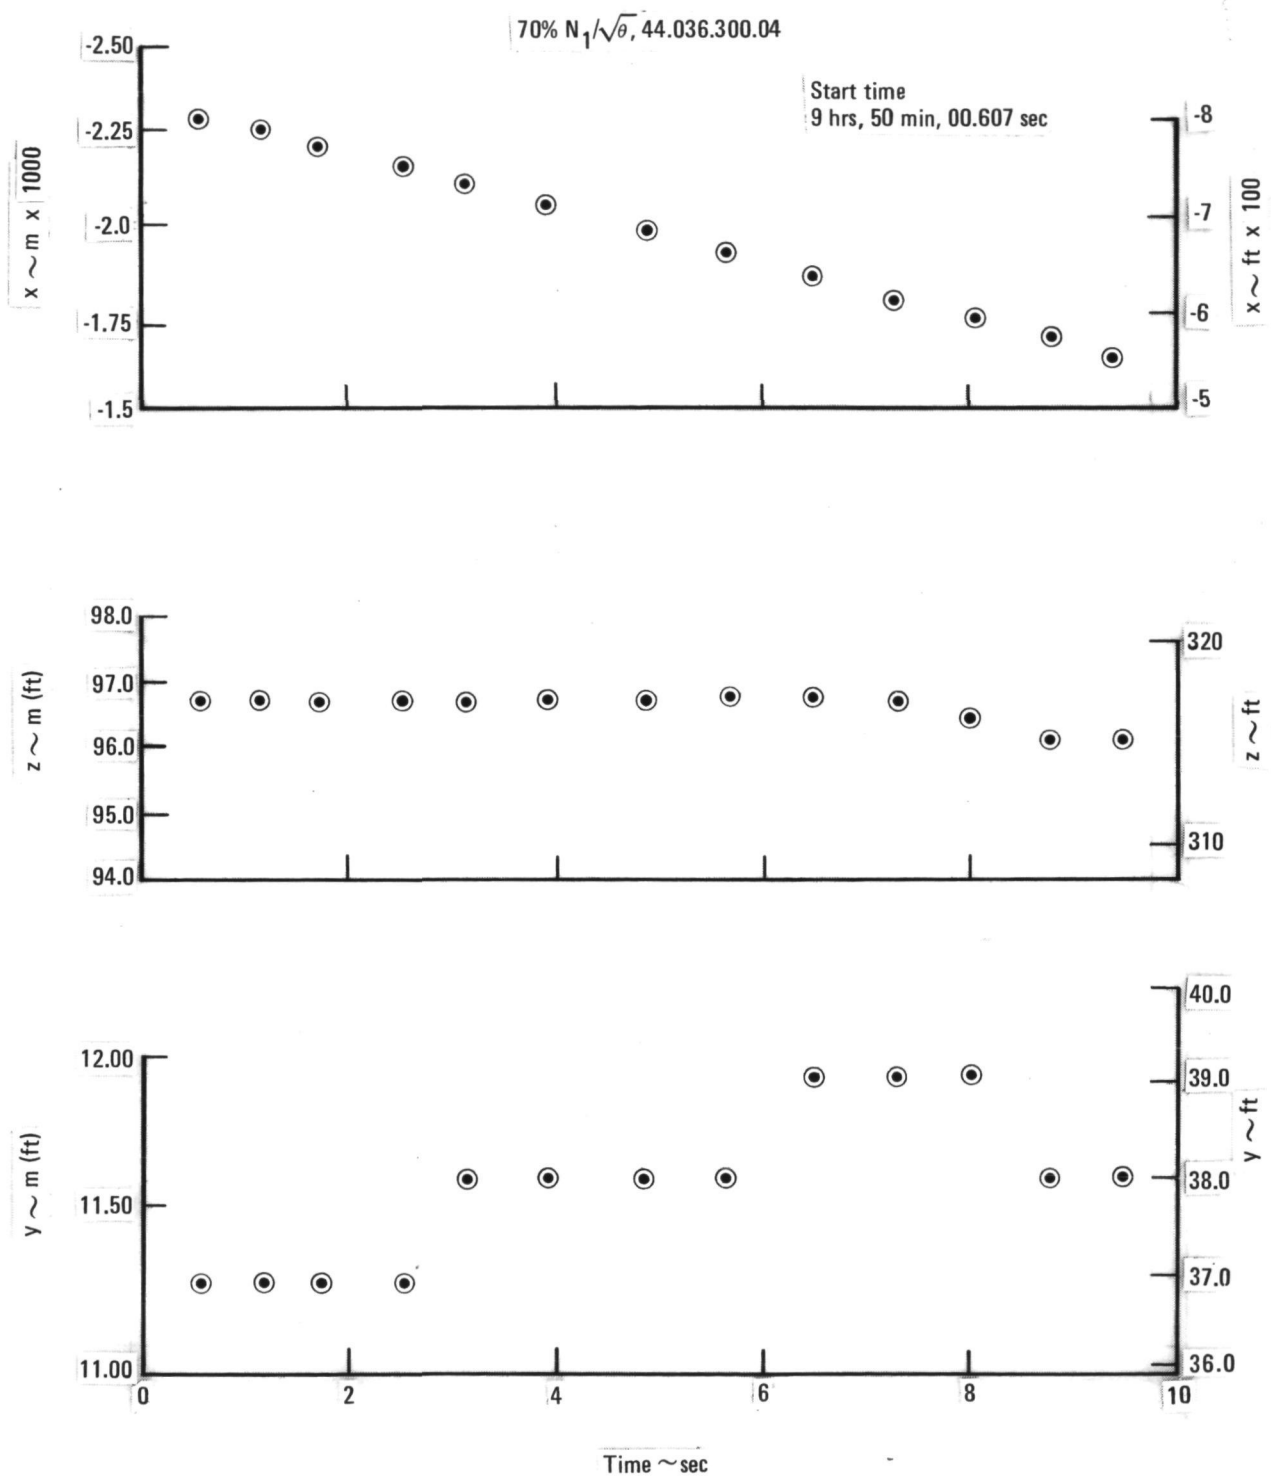 70% N1/√θ, 44.036.300.04
Start time
9 hrs, 50 min, 00.607 sec
x ~ m x 1000
-2.50
-2.25
-2.0
-1.75
-1.5
-8
-7
-6
-5
x ~ ft x 100
z ~ m (ft)
98.0
97.0
96.0
95.0
94.0
320
310
z ~ ft
y ~ m (ft)
12.00
11.50
11.00
40.0
39.0
38.0
37.0
36.0
y ~ ft
0 2 4 6 8 10
Time ~ sec